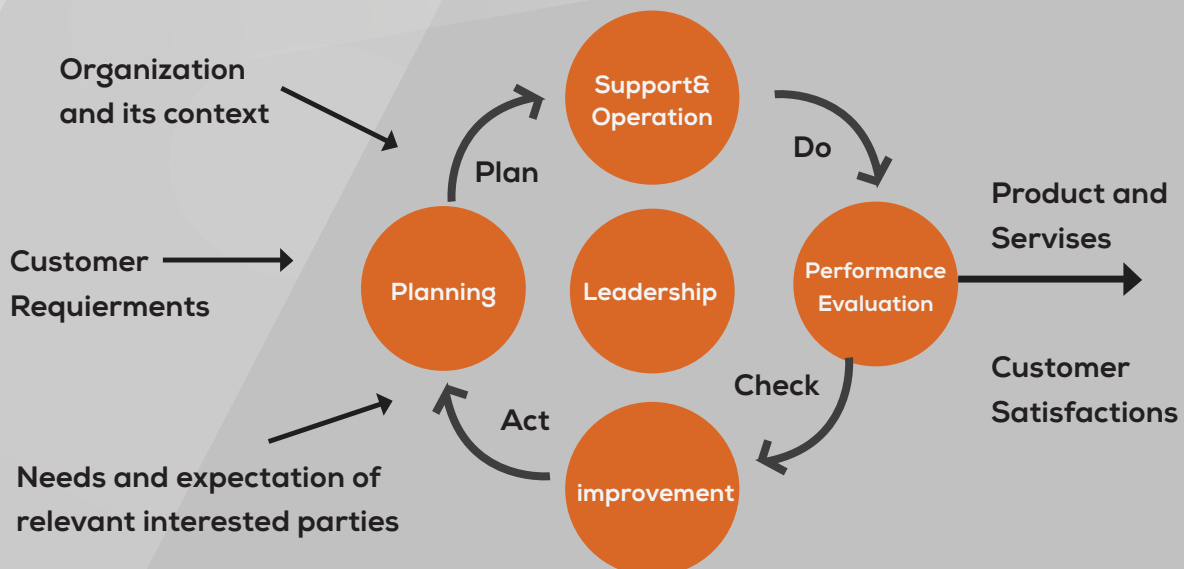 Organization
and its context
Customer
Requierments
Needs and expectation of
relevant interested parties
Plan
Support&
Operation
Do
Planning
Leadership
Performance
Evaluation
Check
Act
improvement
Product and
Servises
Customer
Satisfactions